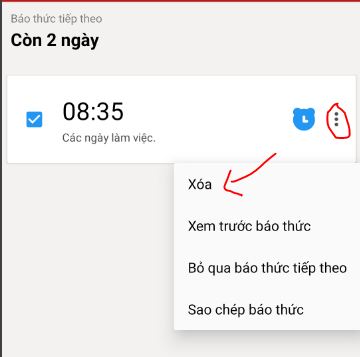 Báo thức tiếp theo
Còn 2 ngày
08:35
Các ngày làm việc.
Xóa
Xem trước báo thức
Bỏ qua báo thức tiếp theo
Sao chép báo thức